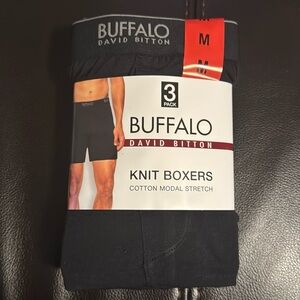 BUFFALO
DAVID BITTON
M
M
3
PACK
BUFFALO
DAVID BITTON
KNIT BOXERS
COTTON MODAL STRETCH